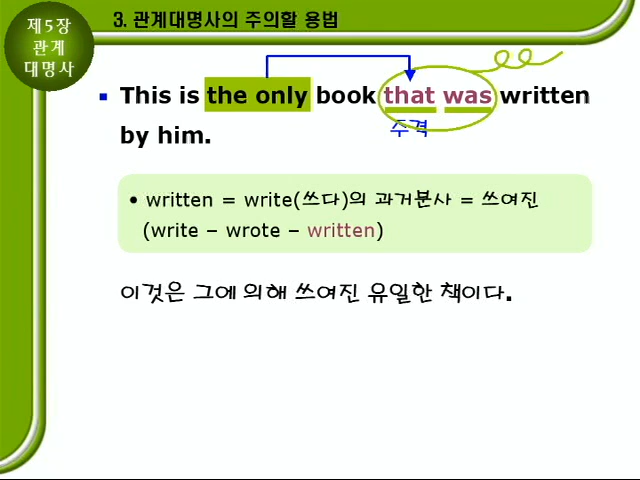 제5장
관계
대명사
3. 관계대명사의 주의할 용법
▪ This is the only book that was written
by him.
주격
• written = write(쓰다)의 과거분사 = 쓰여진
(write – wrote – written)
이것은 그에 의해 쓰여진 유일한 책이다.